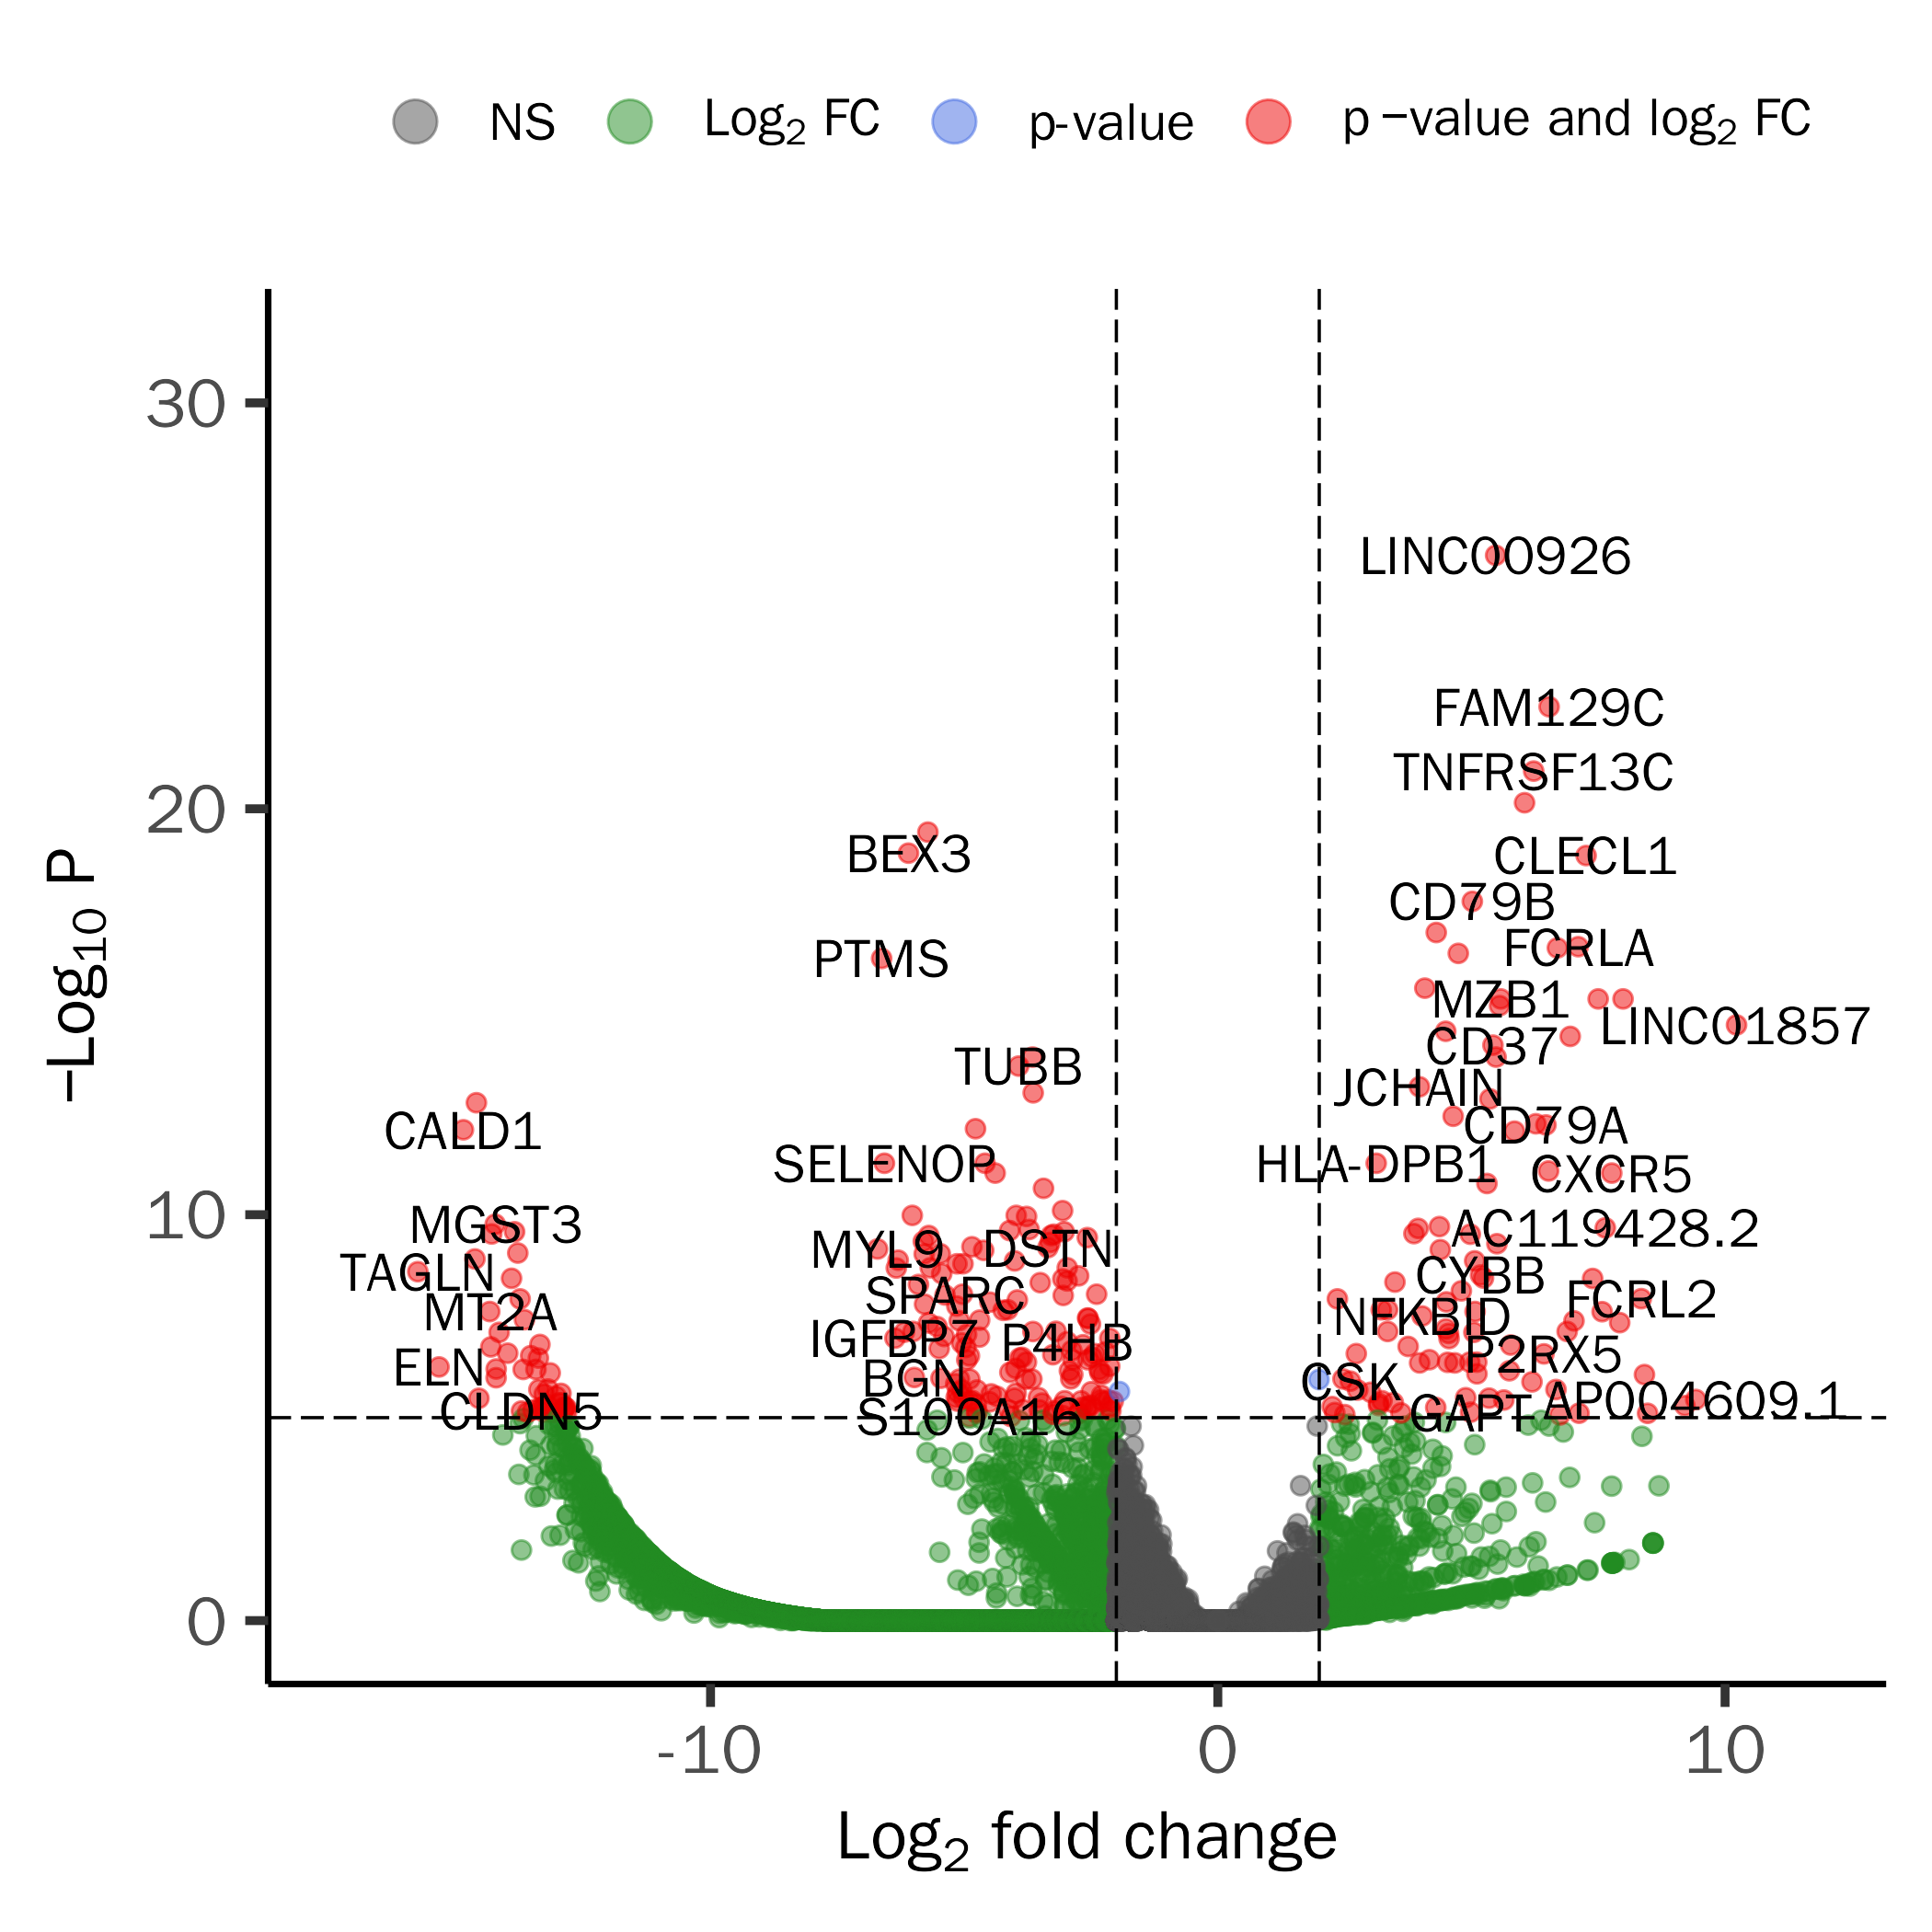 NS Log2 FC p-value p −value and log2 FC
30
20
10
0
−Log10 P
LINC00926
FAM129C
TNFRSF13C
BEX3
CLECL1
CD79B
FCRLA
PTMS
MZB1
LINC01857
CD37
TUBB
JCHAIN
CALD1
CD79A
SELENOP
HLA-DPB1
CXCR5
MGST3
AC119428.2
MYL9
DSTN
TAGLN
CYBB
SPARC
FCRL2
MT2A
NFKBID
IGFBP7
P4HB
P2RX5
ELN
BGN
CSK
AP004609.1
CLDN5
GAPT
S100A16
-10
0
10
Log2 fold change